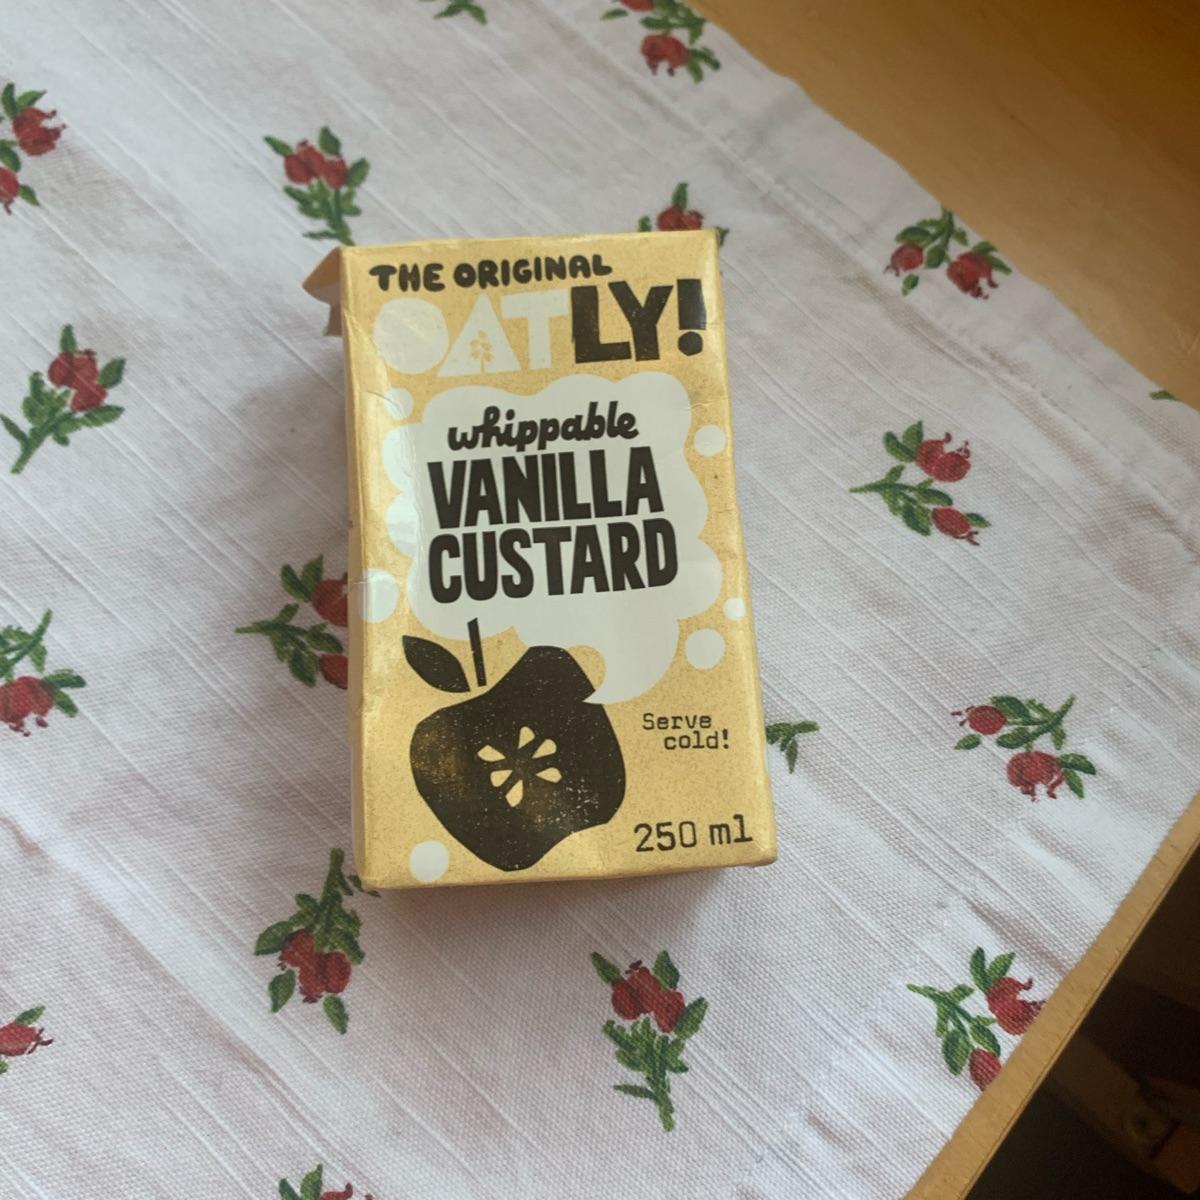 THE ORIGINAL
OATLY!
whippable
VANILLA
CUSTARD
Serve
cold!
250 ml